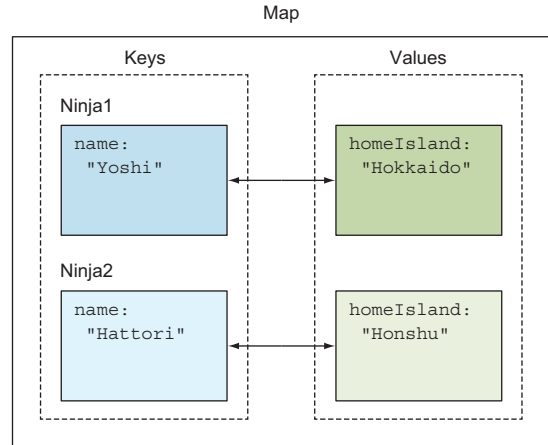 Map
Keys
Values
Ninja1
name:
"Yoshi"
homeIsland:
"Hokkaido"
Ninja2
name:
"Hattori"
homeIsland:
"Honshu"